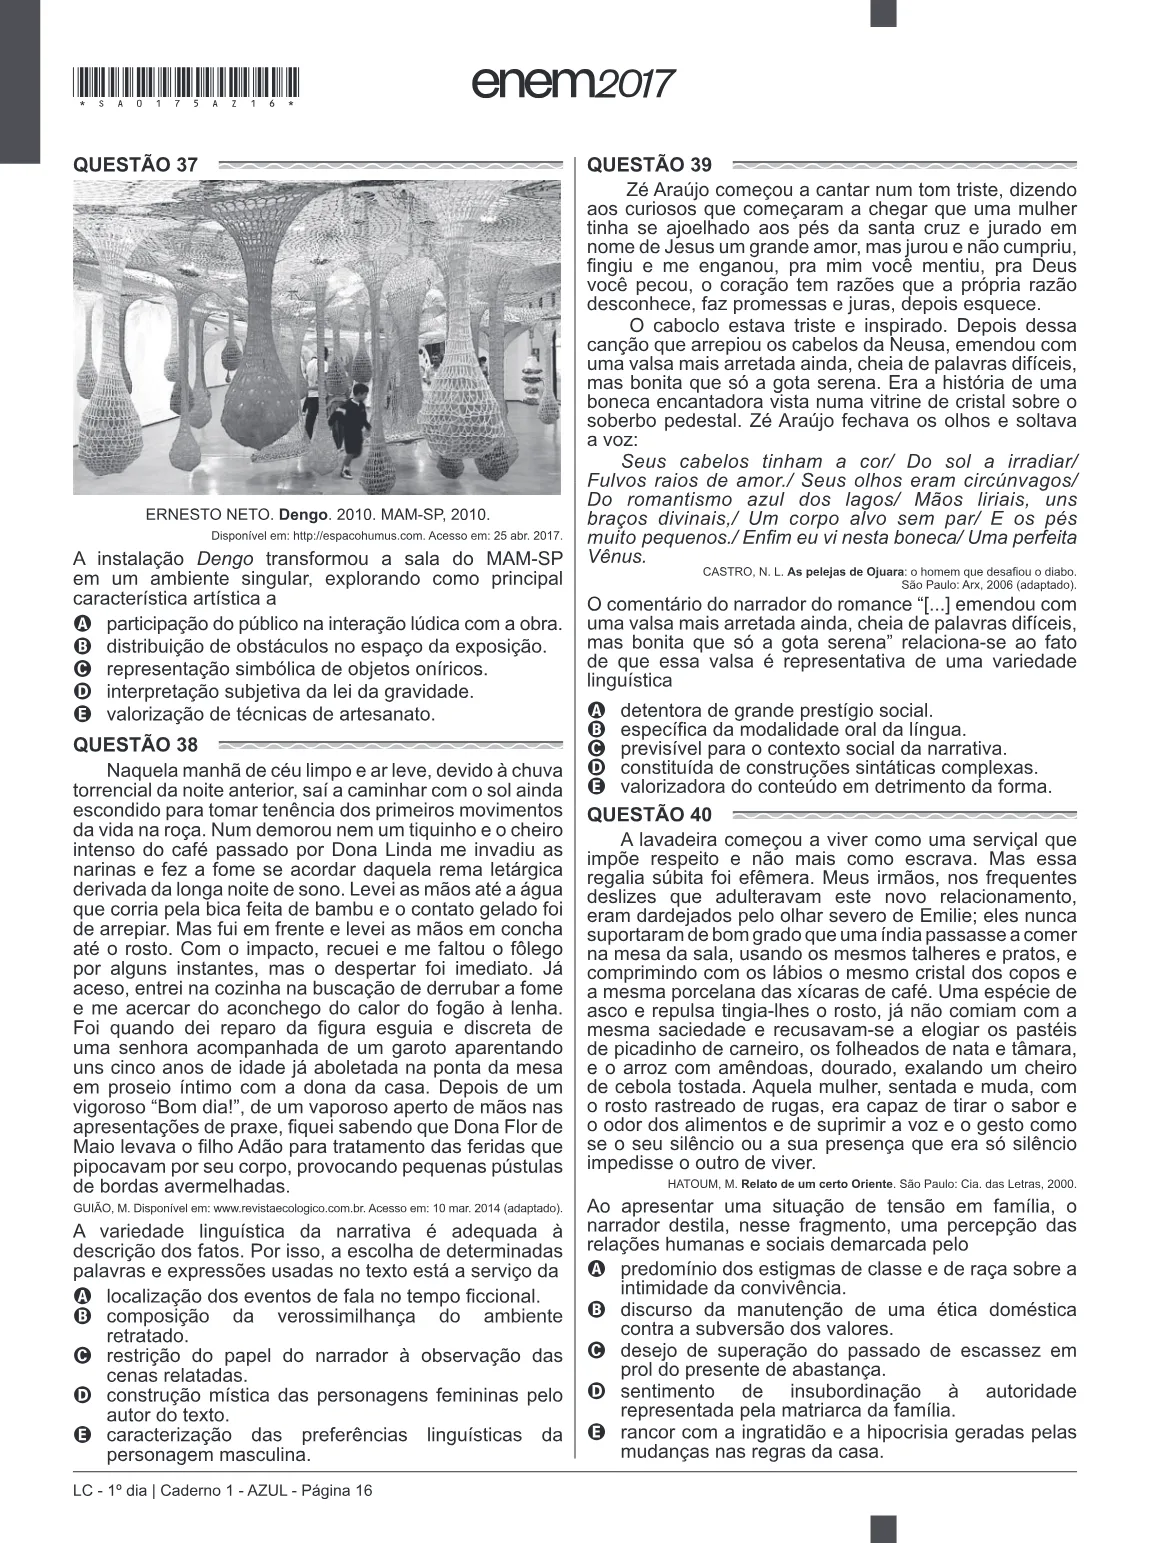 *SA0175AZ16*
enem2017
QUESTÃO 37
ERNESTO NETO. Dengo. 2010. MAM-SP, 2010.
Disponível em: http://espacohumus.com. Acesso em: 25 abr. 2017.
A instalação Dengo transformou a sala do MAM-SP
em um ambiente singular, explorando como principal
característica artística a
A participação do público na interação lúdica com a obra.
B distribuição de obstáculos no espaço da exposição.
C representação simbólica de objetos oníricos.
D interpretação subjetiva da lei da gravidade.
E valorização de técnicas de artesanato.
QUESTÃO 38
Naquela manhã de céu limpo e ar leve, devido à chuva
torrencial da noite anterior, saí a caminhar com o sol ainda
escondido para tomar tenência dos primeiros movimentos
da vida na roça. Num demorou nem um tiquinho e o cheiro
intenso do café passado por Dona Linda me invadiu as
narinas e fez a fome se acordar daquela rema letárgica
derivada da longa noite de sono. Levei as mãos até a água
que corria pela bica feita de bambu e o contato gelado foi
de arrepiar. Mas fui em frente e levei as mãos em concha
até o rosto. Com o impacto, recuei e me faltou o fôlego
por alguns instantes, mas o despertar foi imediato. Já
aceso, entrei na cozinha na buscação de derrubar a fome
e me acercar do aconchego do calor do fogão à lenha.
Foi quando dei reparo da figura esguia e discreta de
uma senhora acompanhada de um garoto aparentando
uns cinco anos de idade já aboletada na ponta da mesa
em proseio íntimo com a dona da casa. Depois de um
vigoroso “Bom dia!”, de um vaporoso aperto de mãos nas
apresentações de praxe, fiquei sabendo que Dona Flor de
Maio levava o filho Adão para tratamento das feridas que
pipocavam por seu corpo, provocando pequenas pústulas
de bordas avermelhadas.
GUIÃO, M. Disponível em: www.revistaecologico.com.br. Acesso em: 10 mar. 2014 (adaptado).
A variedade linguística da narrativa é adequada à
descrição dos fatos. Por isso, a escolha de determinadas
palavras e expressões usadas no texto está a serviço da
A localização dos eventos de fala no tempo ficcional.
B composição da verossimilhança do ambiente
retratado.
C restrição do papel do narrador à observação das
cenas relatadas.
D construção mística das personagens femininas pelo
autor do texto.
E caracterização das preferências linguísticas da
personagem masculina.
QUESTÃO 39
Zé Araújo começou a cantar num tom triste, dizendo
aos curiosos que começaram a chegar que uma mulher
tinha se ajoelhado aos pés da santa cruz e jurado em
nome de Jesus um grande amor, mas jurou e não cumpriu,
fingiu e me enganou, pra mim você mentiu, pra Deus
você pecou, o coração tem razões que a própria razão
desconhece, faz promessas e juras, depois esquece.
O caboclo estava triste e inspirado. Depois dessa
canção que arrepiou os cabelos da Neusa, emendou com
uma valsa mais arretada ainda, cheia de palavras difíceis,
mas bonita que só a gota serena. Era a história de uma
boneca encantadora vista numa vitrine de cristal sobre o
soberbo pedestal. Zé Araújo fechava os olhos e soltava
a voz:
Seus cabelos tinham a cor/ Do sol a irradiar/
Fulvos raios de amor./ Seus olhos eram circúnvagos/
Do romantismo azul dos lagos/ Mãos liriais, uns
braços divinais,/ Um corpo alvo sem par/ E os pés
muito pequenos./ Enfim eu vi nesta boneca/ Uma perfeita
Vênus.
CASTRO, N. L. As pelejas de Ojuara: o homem que desafiou o diabo.
São Paulo: Arx, 2006 (adaptado).
O comentário do narrador do romance “[...] emendou com
uma valsa mais arretada ainda, cheia de palavras difíceis,
mas bonita que só a gota serena” relaciona-se ao fato
de que essa valsa é representativa de uma variedade
linguística
A detentora de grande prestígio social.
B específica da modalidade oral da língua.
C previsível para o contexto social da narrativa.
D constituída de construções sintáticas complexas.
E valorizadora do conteúdo em detrimento da forma.
QUESTÃO 40
A lavadeira começou a viver como uma serviçal que
impõe respeito e não mais como escrava. Mas essa
regalia súbita foi efêmera. Meus irmãos, nos frequentes
deslizes que adulteravam este novo relacionamento,
eram dardejados pelo olhar severo de Emilie; eles nunca
suportaram de bom grado que uma índia passasse a comer
na mesa da sala, usando os mesmos talheres e pratos, e
comprimindo com os lábios o mesmo cristal dos copos e
a mesma porcelana das xícaras de café. Uma espécie de
asco e repulsa tingia-lhes o rosto, já não comiam com a
mesma saciedade e recusavam-se a elogiar os pastéis
de picadinho de carneiro, os folheados de nata e tâmara,
e o arroz com amêndoas, dourado, exalando um cheiro
de cebola tostada. Aquela mulher, sentada e muda, com
o rosto rastreado de rugas, era capaz de tirar o sabor e
o odor dos alimentos e de suprimir a voz e o gesto como
se o seu silêncio ou a sua presença que era só silêncio
impedisse o outro de viver.
HATOUM, M. Relato de um certo Oriente. São Paulo: Cia. das Letras, 2000.
Ao apresentar uma situação de tensão em família, o
narrador destila, nesse fragmento, uma percepção das
relações humanas e sociais demarcada pelo
A predomínio dos estigmas de classe e de raça sobre a
intimidade da convivência.
B discurso da manutenção de uma ética doméstica
contra a subversão dos valores.
C desejo de superação do passado de escassez em
prol do presente de abastança.
D sentimento de insubordinação à autoridade
representada pela matriarca da família.
E rancor com a ingratidão e a hipocrisia geradas pelas
mudanças nas regras da casa.
LC - 1º dia | Caderno 1 - AZUL - Página 16